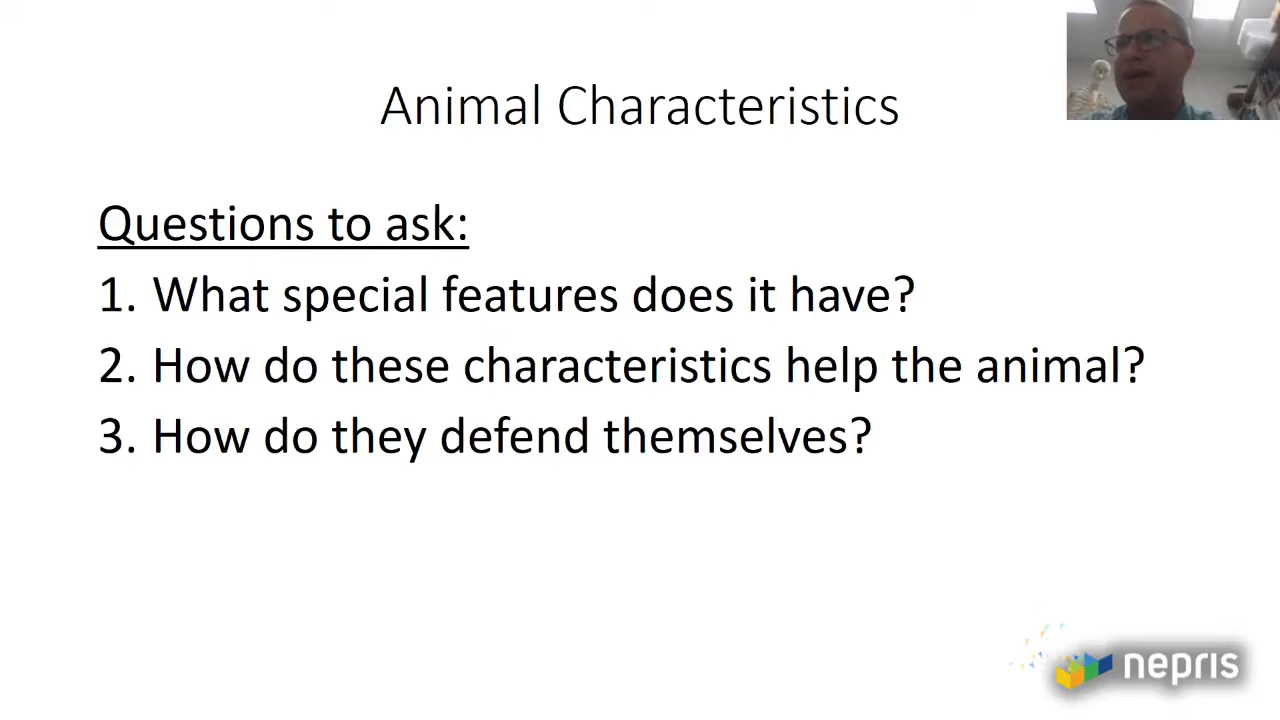 Animal Characteristics
Questions to ask:
1. What special features does it have?
2. How do these characteristics help the animal?
3. How do they defend themselves?
nepris